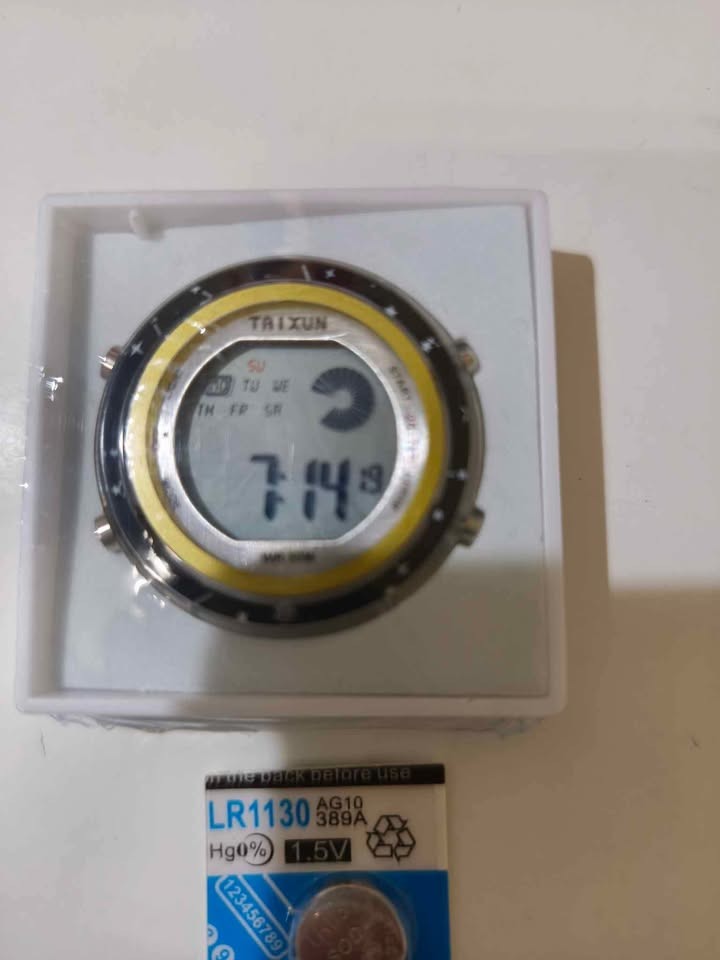 TAIXUN
SU
MO TU WE
TH FR SA
7:14 19
START
the back before use
LR1130 AG10
389A
Hg0% 1.5V
123456789